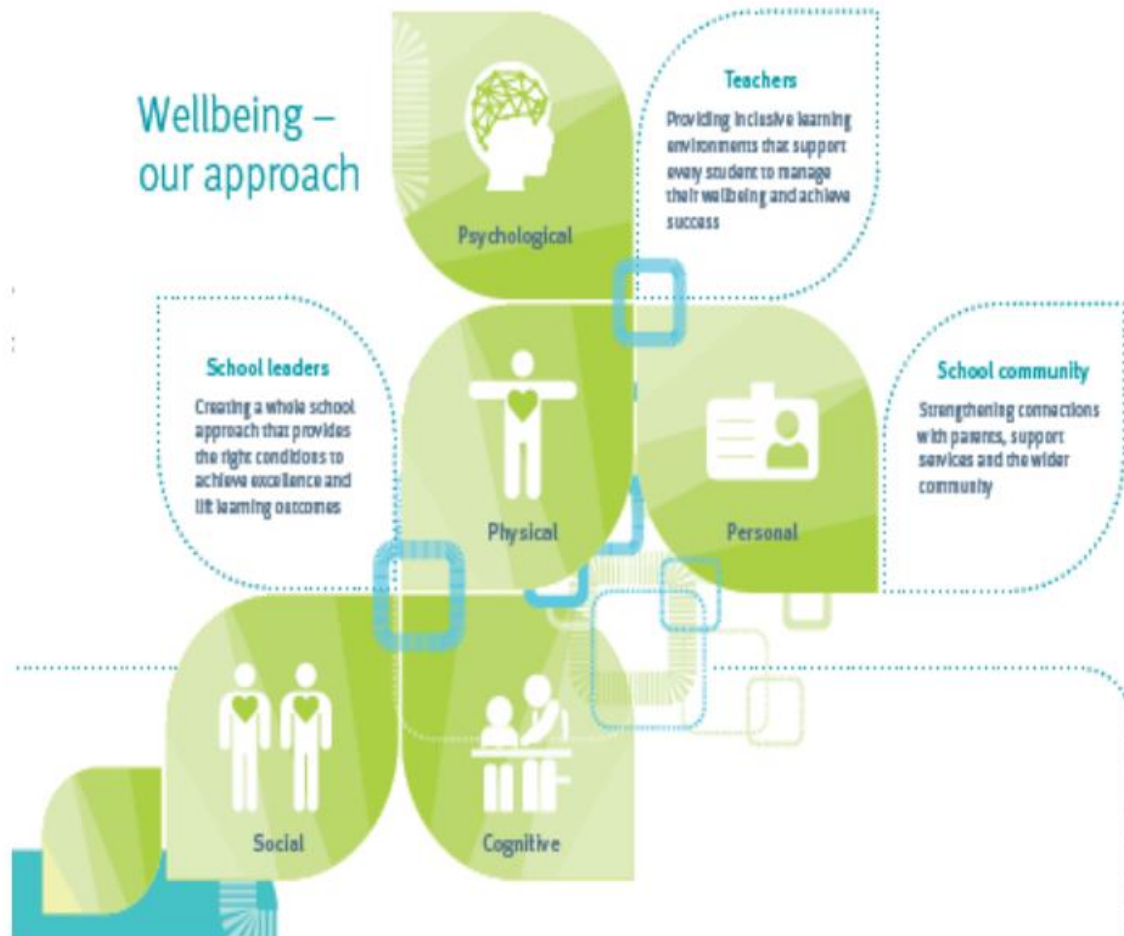 Wellbeing –
our approach
Psychological
Teachers
Providing inclusive learning
environments that support
every student to manage
their wellbeing and achieve
success
School leaders
Creating a whole school
approach that provides
the right conditions to
achieve excellence and
lift learning outcomes
Physical
Personal
School community
Strengthening connections
with parents, support
services and the wider
community
Social
Cognitive